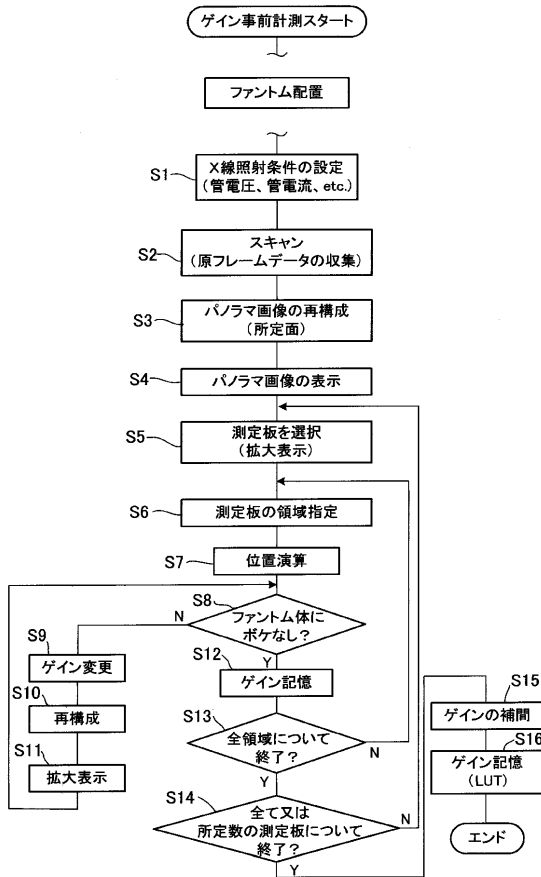 ゲイン事前計測スタート
ファントム配置
S1
X線照射条件の設定
(管電圧、管電流、etc.)
S2
スキャン
(原フレームデータの収集)
S3
パノラマ画像の再構成
(所定面)
S4
パノラマ画像の表示
S5
測定板を選択
(拡大表示)
S6
測定板の領域指定
S7
位置演算
S8
ファントム体に
ボケなし?
N
Y
S9
ゲイン変更
S10
再構成
S11
拡大表示
S12
ゲイン記憶
S13
全領域について
終了?
N
Y
S14
全て又は
所定数の測定板について
終了?
N
Y
S15
ゲインの補間
S16
ゲイン記憶
(LUT)
エンド